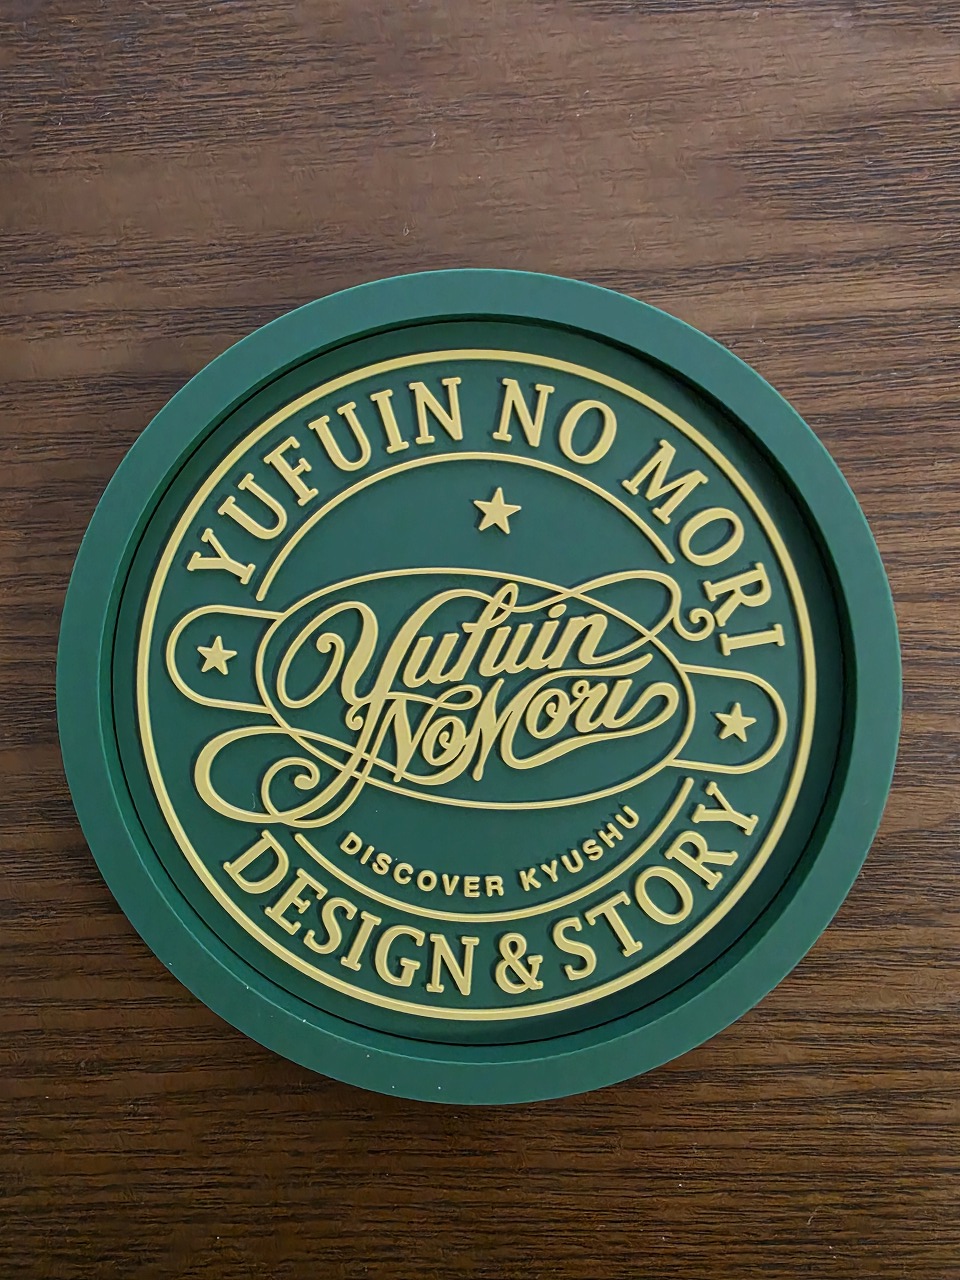 YUFUIN NO MORI
Yufuin
NoMori
DISCOVER KYUSHU
DESIGN & STORY